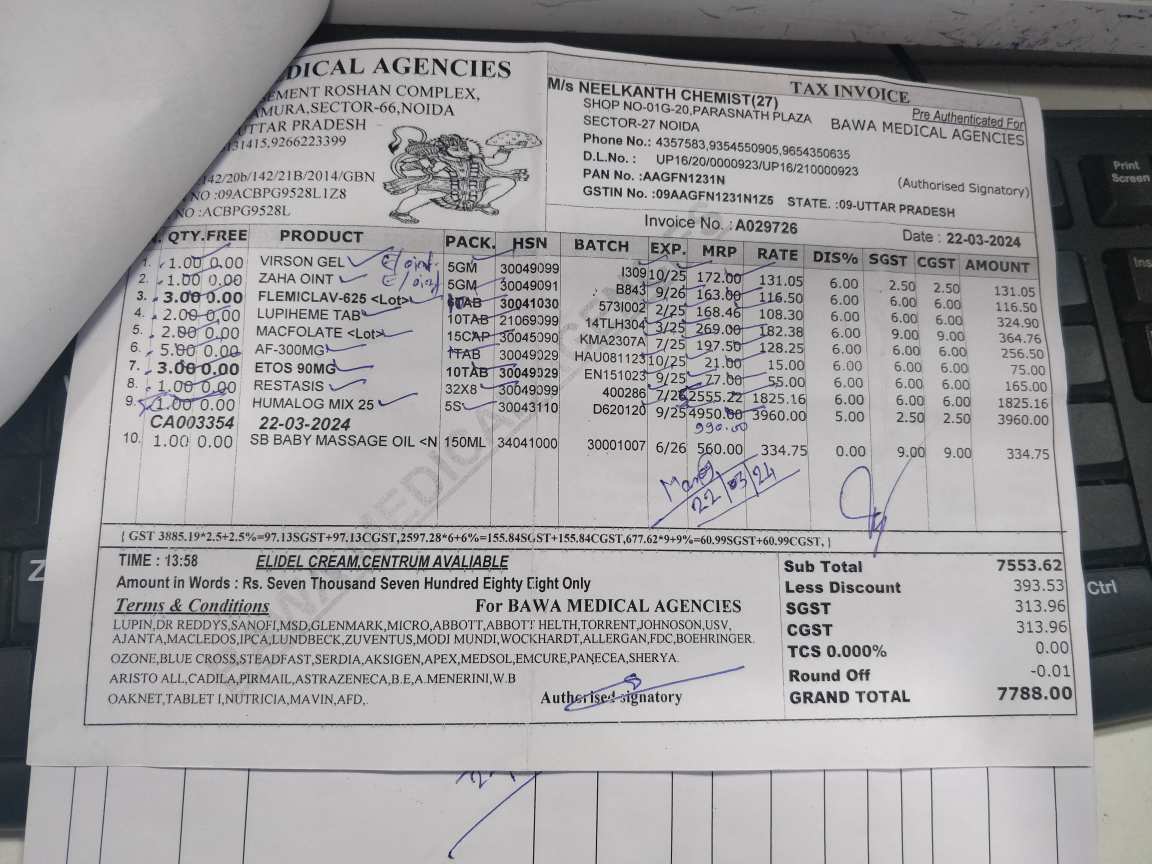 EDICAL AGENCIES
EMENT ROSHAN COMPLEX,
AMURA,SECTOR-66,NOIDA
UTTAR PRADESH
131415,9266223399
142/20b/142/21B/2014/GBN
NO :09ACBPG9528L1Z8
NO :ACBPG9528L
TAX INVOICE
M/s NEELKANTH CHEMIST(27)
SHOP NO-01G-20,PARASNATH PLAZA
SECTOR-27 NOIDA
Pre Authenticated For
BAWA MEDICAL AGENCIES
Phone No.: 4357583,9354550905,9654350635
D.L.No.: UP16/20/0000923/UP16/210000923
PAN No.:AAGFN1231N
(Authorised Signatory)
GSTIN No. :09AAGFN1231N1Z5 STATE. :09-UTTAR PRADESH
Invoice No. : A029726 Date : 22-03-2024
N. QTY.FREE PRODUCT PACK. HSN BATCH EXP. MRP RATE DIS% SGST CGST AMOUNT
1. 1.00 0.00 VIRSON GEL 5GM 30049099 I309 10/25 172.00 131.05 6.00 2.50 2.50 131.05
2. 1.00 0.00 ZAHA OINT 5GM 30049091 B843 9/26 163.00 116.50 6.00 6.00 6.00 116.50
3. 3.00 0.00 FLEMICLAV-625 <Lot> TAB 30041030 573I002 2/25 168.46 108.30 6.00 6.00 6.00 324.90
4. 2.00 0.00 LUPIHEME TAB 10TAB 21069099 14TLH304 3/25 269.00 182.38 6.00 9.00 9.00 364.76
5. 2.00 0.00 MACFOLATE <Lot> 15CAP 30045090 KMA2307A 7/25 197.50 128.25 6.00 6.00 6.00 256.50
6. 5.00 0.00 AF-300MG 1TAB 30049029 HAU081123 10/25 21.00 15.00 6.00 6.00 6.00 75.00
7. 3.00 0.00 ETOS 90MG 10TAB 30049029 EN151023 9/25 77.00 55.00 6.00 6.00 6.00 165.00
8. 1.00 0.00 RESTASIS 32X8 30049099 400286 7/26 2555.22 1825.16 6.00 6.00 6.00 1825.16
9. 1.00 0.00 HUMALOG MIX 25 5S 30043110 D620120 9/25 4950.00 3960.00 5.00 2.50 2.50 3960.00
CA003354 22-03-2024
990.00
10. 1.00 0.00 SB BABY MASSAGE OIL <N 150ML 34041000 30001007 6/26 560.00 334.75 0.00 9.00 9.00 334.75
22/03/24
{ GST 3885.19*2.5+2.5%=97.13SGST+97.13CGST,2597.28*6+6%=155.84SGST+155.84CGST,677.62*9+9%=60.99SGST+60.99CGST, }
TIME : 13:58 ELIDEL CREAM,CENTRUM AVALIABLE
Amount in Words : Rs. Seven Thousand Seven Hundred Eighty Eight Only
Terms & Conditions For BAWA MEDICAL AGENCIES
LUPIN,DR REDDYS,SANOFI,MSD,GLENMARK,MICRO,ABBOTT,ABBOTT HELTH,TORRENT,JOHNOSON,USV,
AJANTA,MACLEDOS,IPCA,LUNDBECK,ZUVENTUS,MODI MUNDI,WOCKHARDT,ALLERGAN,FDC,BOEHRINGER.
OZONE,BLUE CROSS,STEADFAST,SERDIA,AKSIGEN,APEX,MEDSOL,EMCURE,PANECEA,SHERYA.
ARISTO ALL,CADILA,PIRMAIL,ASTRAZENECA,B.E,A.MENERINI,W.B
OAKNET,TABLET I,NUTRICIA,MAVIN,AFD,.
Authorised signatory
Sub Total 7553.62
Less Discount 393.53
SGST 313.96
CGST 313.96
TCS 0.000% 0.00
Round Off -0.01
GRAND TOTAL 7788.00
BAWA MEDICAL AGENCIES
Print
Screen
Ins
Ctrl
Z